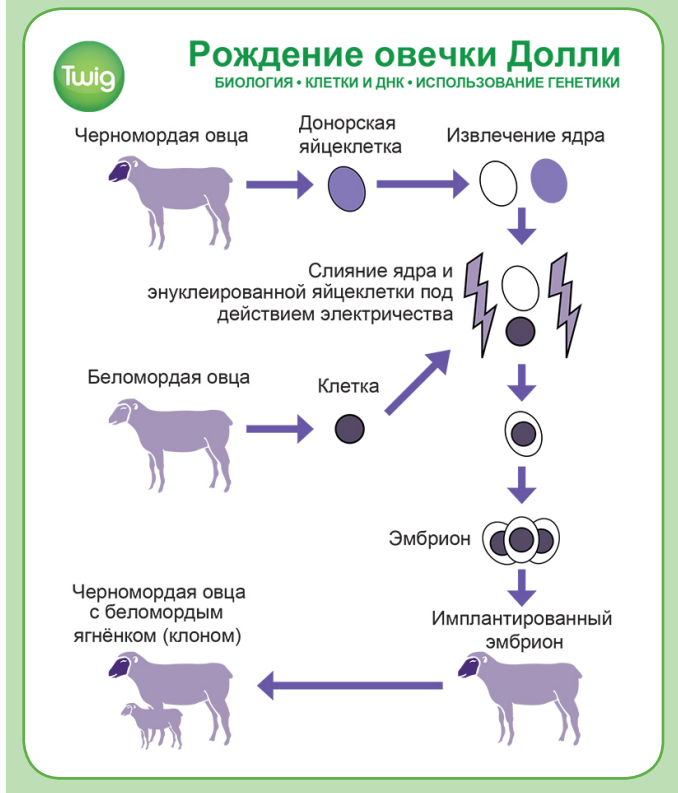 Twig
Рождение овечки Долли
БИОЛОГИЯ • КЛЕТКИ И ДНК • ИСПОЛЬЗОВАНИЕ ГЕНЕТИКИ
Черномордая овца
Донорская
яйцеклетка
Извлечение ядра
Слияние ядра и
энуклеированной яйцеклетки под
действием электричества
Беломордая овца
Клетка
Эмбрион
Черномордая овца
с беломордым
ягнёнком (клоном)
Имплантированный
эмбрион